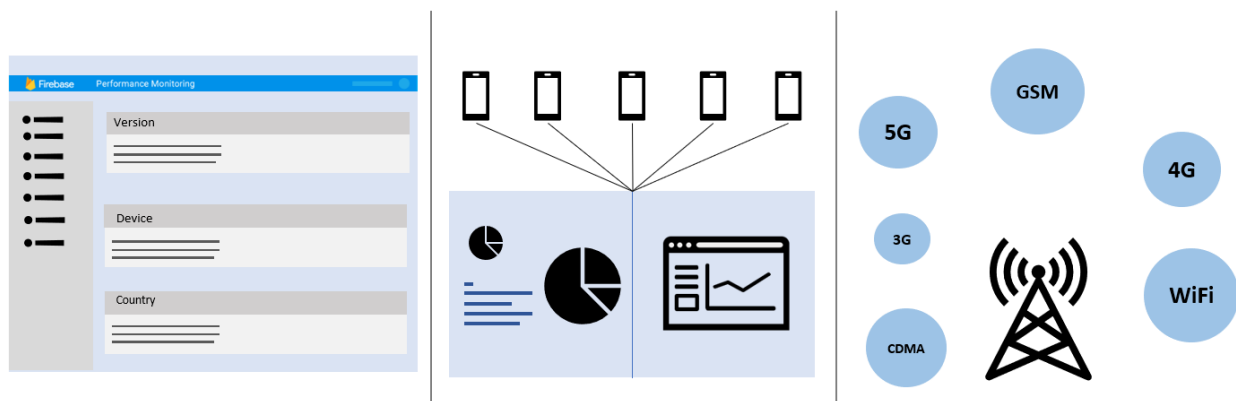 Firebase
Performance Monitoring
Version
Device
Country
GSM
5G
4G
3G
WiFi
CDMA